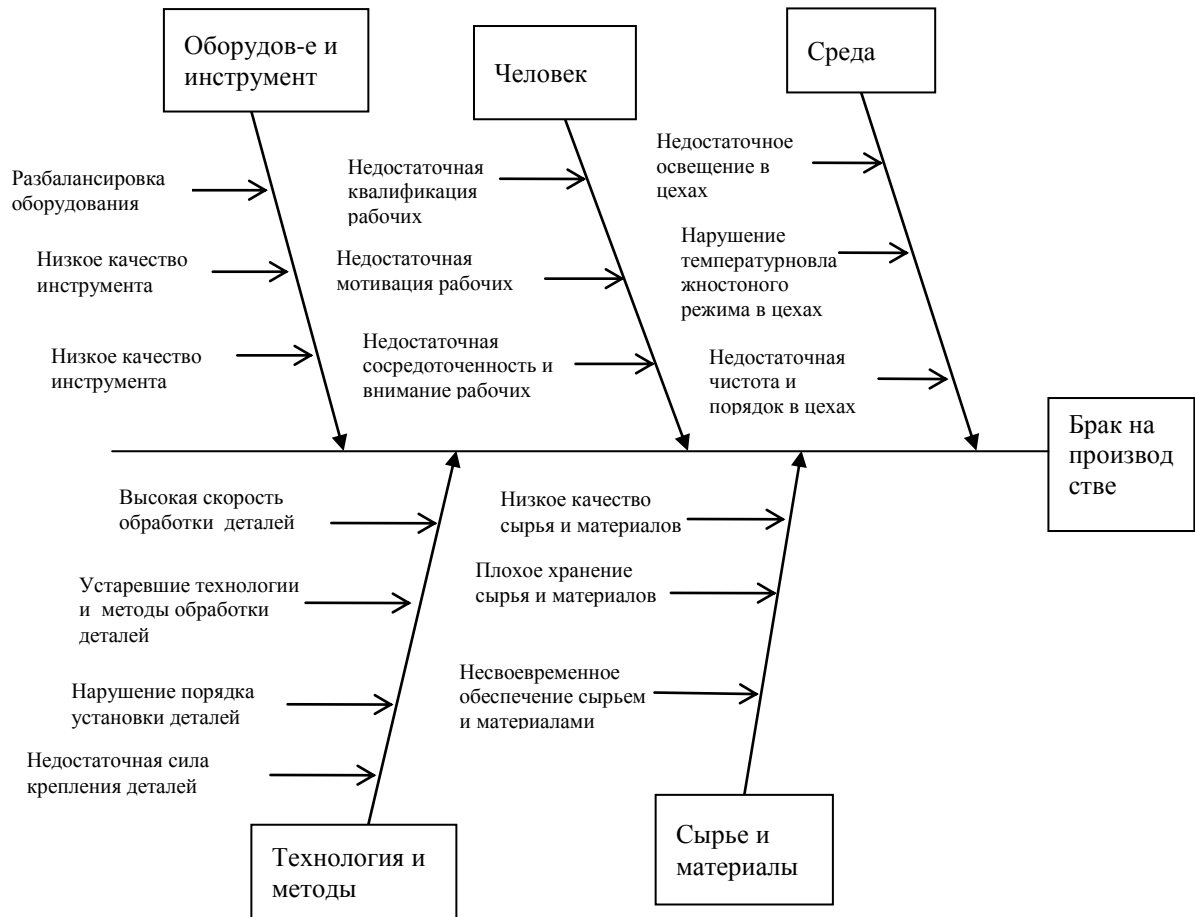 Оборудов-е и
инструмент
Человек
Среда
Разбалансировка
оборудования
Низкое качество
инструмента
Низкое качество
инструмента
Недостаточная
квалификация
рабочих
Недостаточная
мотивация рабочих
Недостаточная
сосредоточенность и
внимание рабочих
Недостаточное
освещение в
цехах
Нарушение
температурновла
жностоного
режима в цехах
Недостаточная
чистота и
порядок в цехах
Брак на
производ
стве
Высокая скорость
обработки деталей
Устаревшие технологии
и методы обработки
деталей
Нарушение порядка
установки деталей
Недостаточная сила
крепления деталей
Низкое качество
сырья и материалов
Плохое хранение
сырья и материалов
Несвоевременное
обеспечение сырьем
и материалами
Технология и
методы
Сырье и
материалы